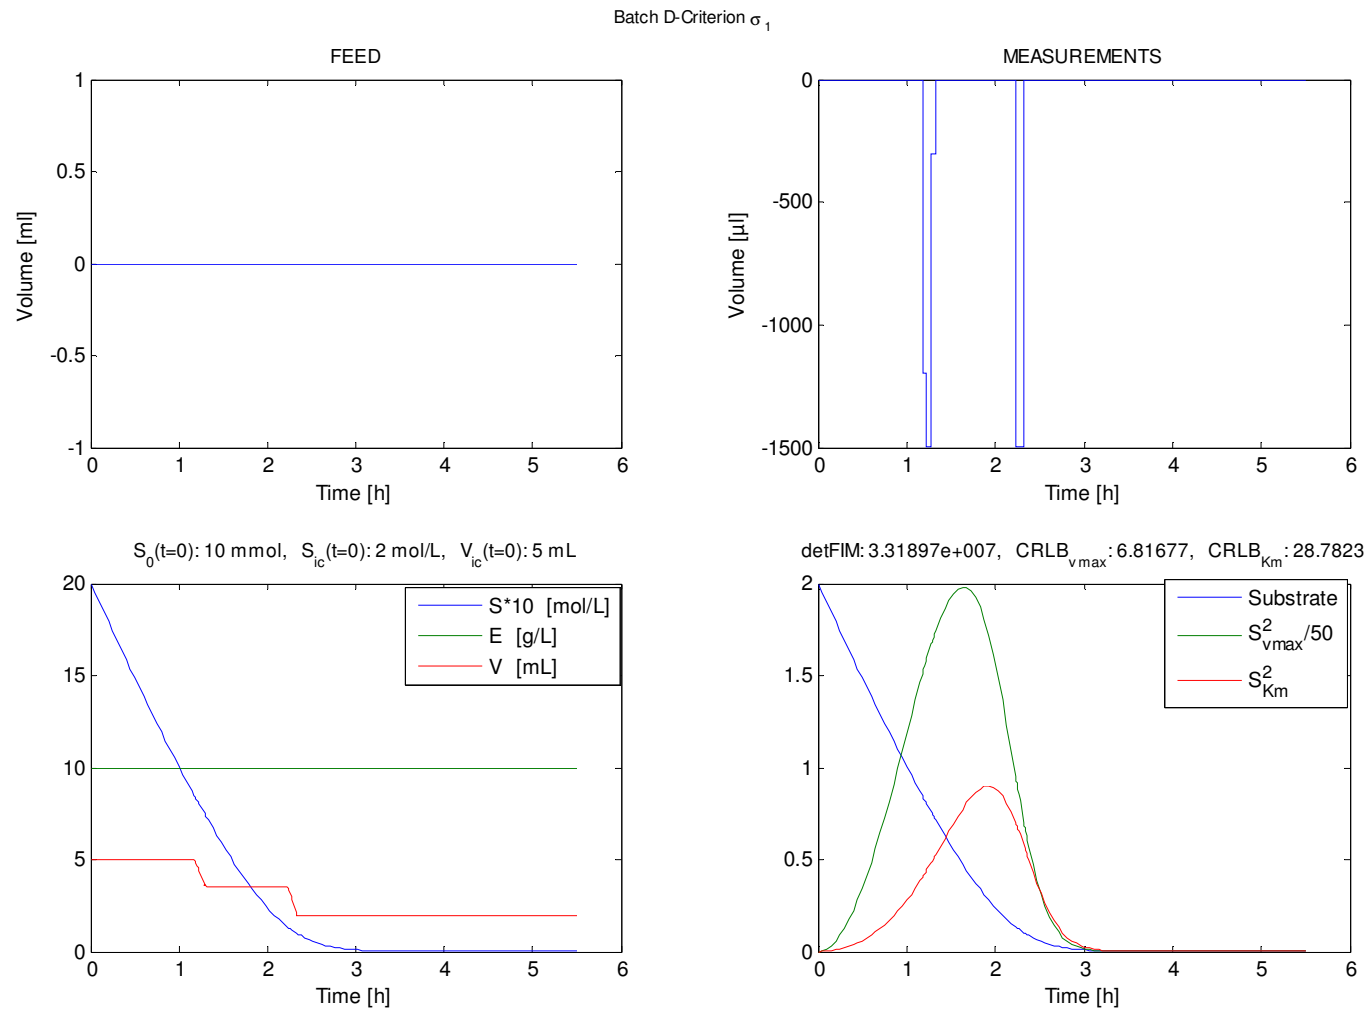 Batch D-Criterion σ1
FEED
1
0.5
0
-0.5
-1
Volume [ml]
0 1 2 3 4 5 6
Time [h]
MEASUREMENTS
0
-500
-1000
-1500
Volume [µl]
0 1 2 3 4 5 6
Time [h]
S0(t=0): 10 mmol, Sic(t=0): 2 mol/L, Vic(t=0): 5 mL
20
15
10
5
0
S*10 [mol/L]
E [g/L]
V [mL]
0 1 2 3 4 5 6
Time [h]
detFIM: 3.31897e+007, CRLBvmax: 6.81677, CRLBKm: 28.7823
2
1.5
1
0.5
0
Substrate
S²vmax/50
S²Km
0 1 2 3 4 5 6
Time [h]